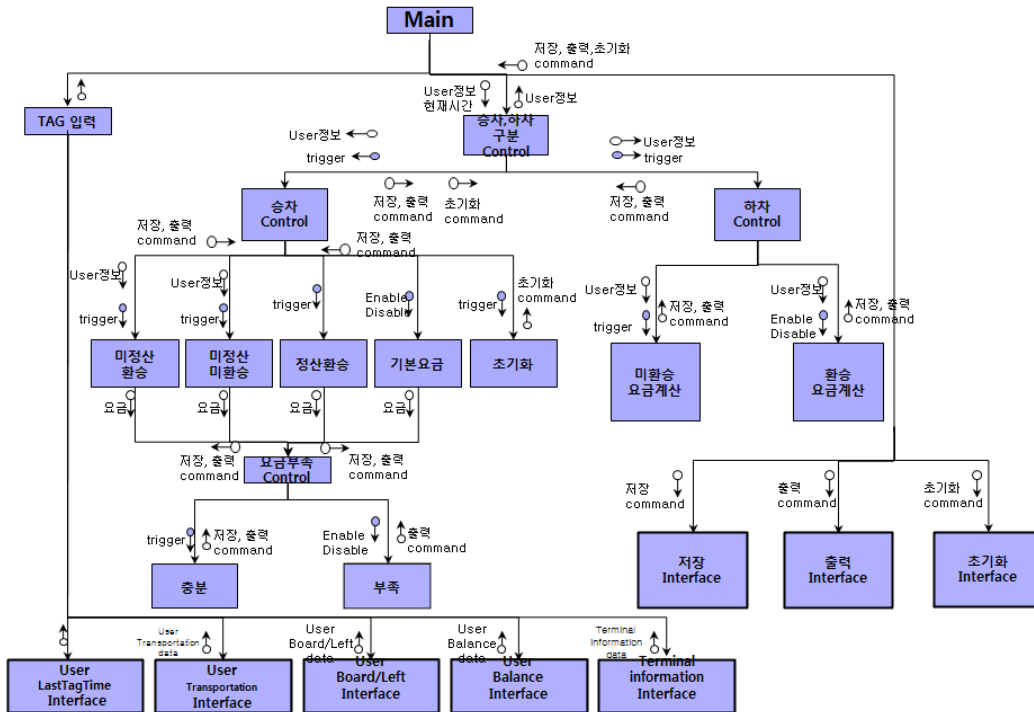 Main
저장, 출력,초기화
command
User정보
현재시간
User정보
TAG 입력
승차,하차
구분
Control
User정보
trigger
User정보
trigger
승차
Control
저장, 출력
command
초기화
command
저장, 출력
command
하차
Control
저장, 출력
command
저장, 출력
command
User정보
trigger
User정보
trigger
trigger
Enable
Disable
trigger
초기화
command
User정보
trigger
저장, 출력
command
User정보
Enable
Disable
저장, 출력
command
미정산
환승
미정산
미환승
정산환승
기본요금
초기화
미환승
요금계산
환승
요금계산
요금
요금
요금
요금
저장, 출력
command
요금부족
Control
저장, 출력
command
저장
command
출력
command
초기화
command
trigger
저장, 출력
command
Enable
Disable
출력
command
충분
부족
저장
Interface
출력
Interface
초기화
Interface
User
Transportation
data
User
Board/Left
data
User
Balance
data
Terminal
Information
data
User
LastTagTime
Interface
User
Transportation
Interface
User
Board/Left
Interface
User
Balance
Interface
Terminal
information
Interface